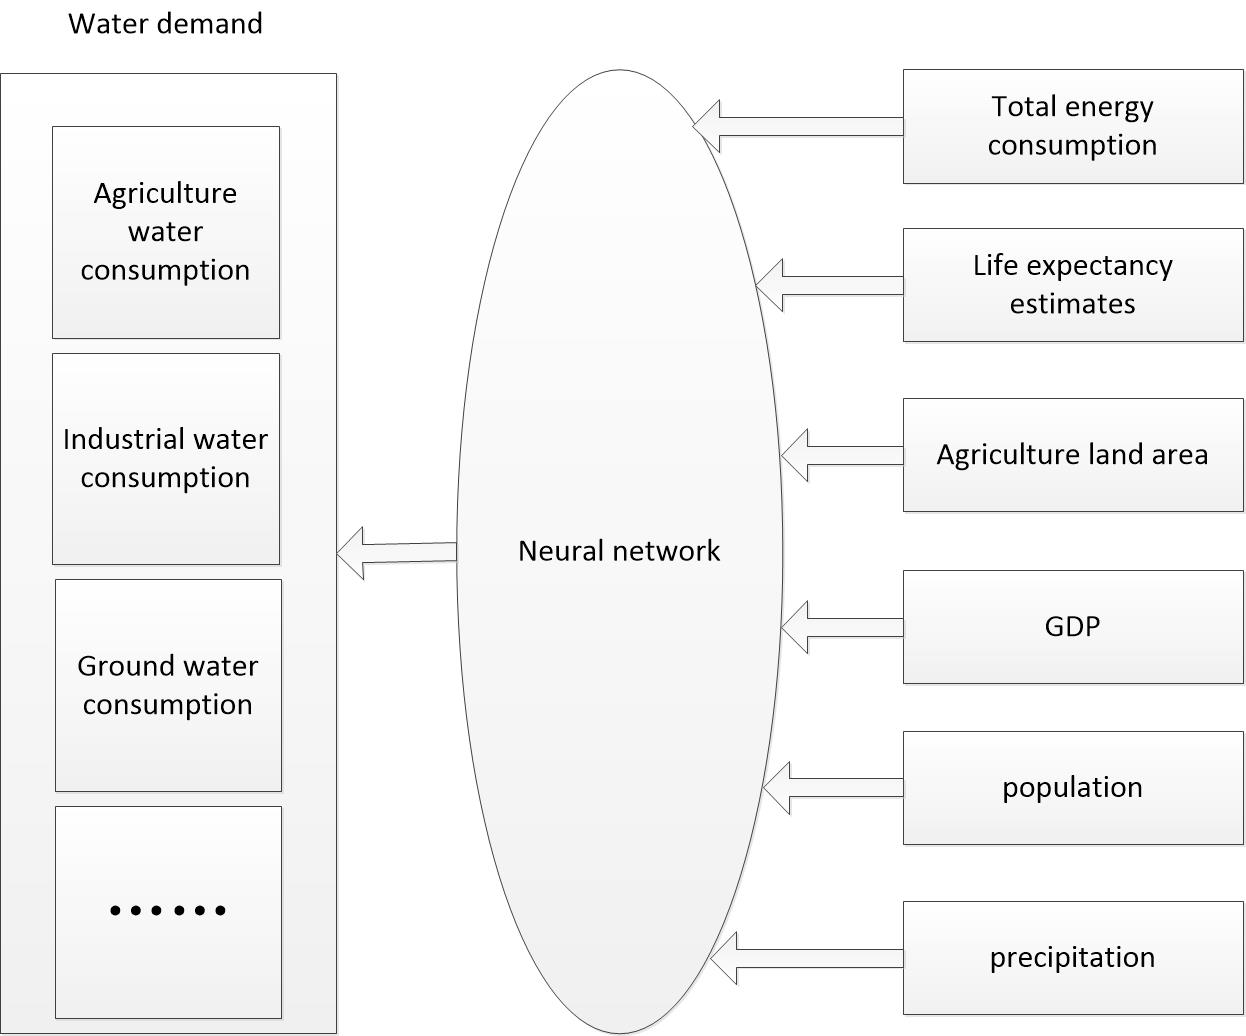 Water demand
Agriculture
water
consumption
Industrial water
consumption
Ground water
consumption
••••••
Neural network
Total energy
consumption
Life expectancy
estimates
Agriculture land area
GDP
population
precipitation